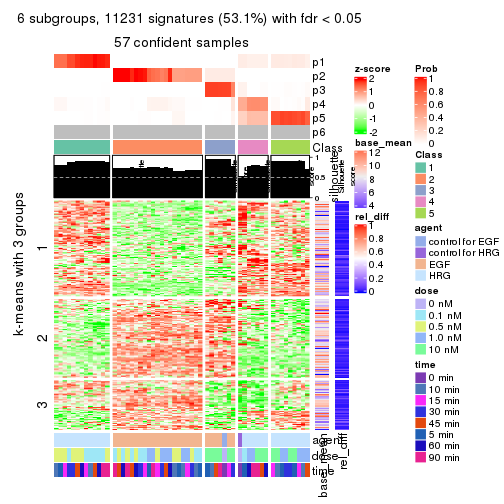 6 subgroups, 11231 signatures (53.1%) with fdr < 0.05
57 confident samples
p1
p2
p3
p4
p5
p6
Class
1
0.5
0
silhouette
score
k-means with 3 groups
1
2
3
agent
dose
time
base_mean
rel_diff
z-score
2
1
0
-1
-2
base_mean
12
10
8
6
4
rel_diff
1
0.8
0.6
0.4
0.2
0
Prob
1
0.8
0.6
0.4
0.2
0
Class
1
2
3
4
5
agent
control for EGF
control for HRG
EGF
HRG
dose
0 nM
0.1 nM
0.5 nM
1.0 nM
10 nM
time
0 min
10 min
15 min
30 min
45 min
5 min
60 min
90 min